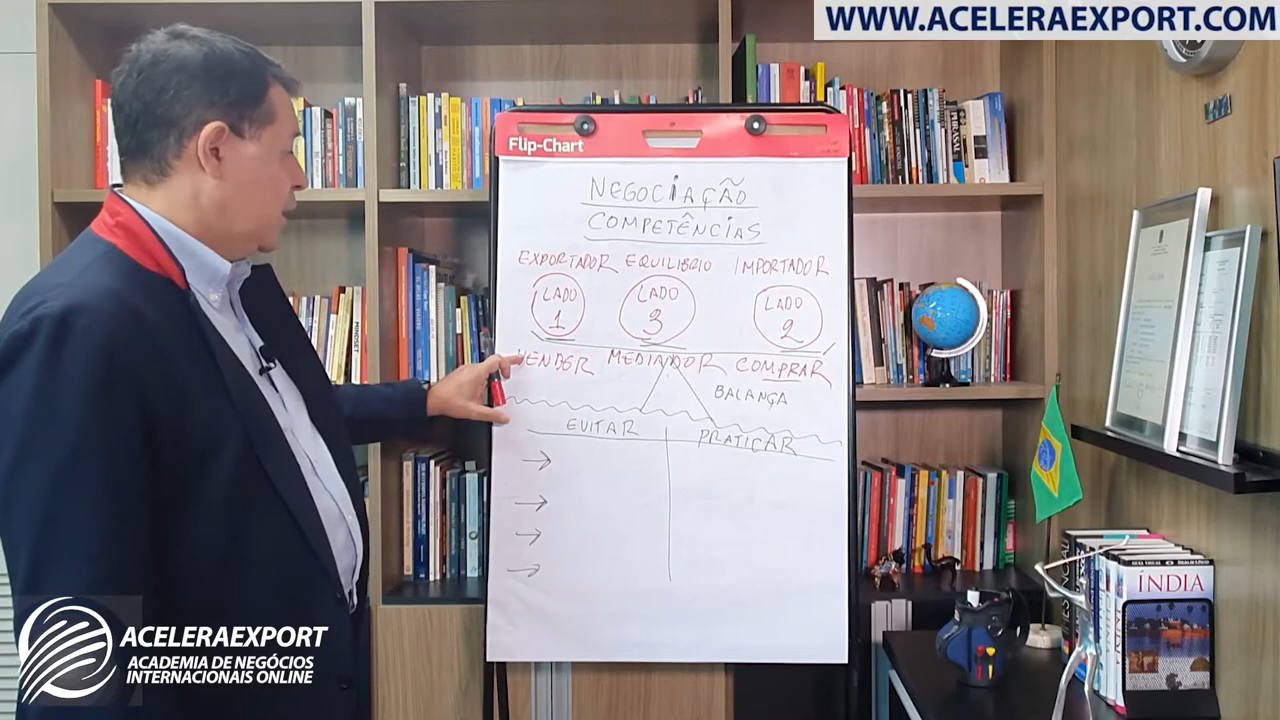 WWW.ACELERAEXPORT.COM
Flip-Chart
NEGOCIAÇÃO
COMPETÊNCIAS
EXPORTADOR EQUILIBRIO IMPORTADOR
LADO 1 LADO 3 LADO 2
VENDER MEDIADOR COMPRAR
BALANÇA
EVITAR PRATICAR
MINDSET
ÍNDIA
ACELERAEXPORT
ACADEMIA DE NEGÓCIOS
INTERNACIONAIS ONLINE